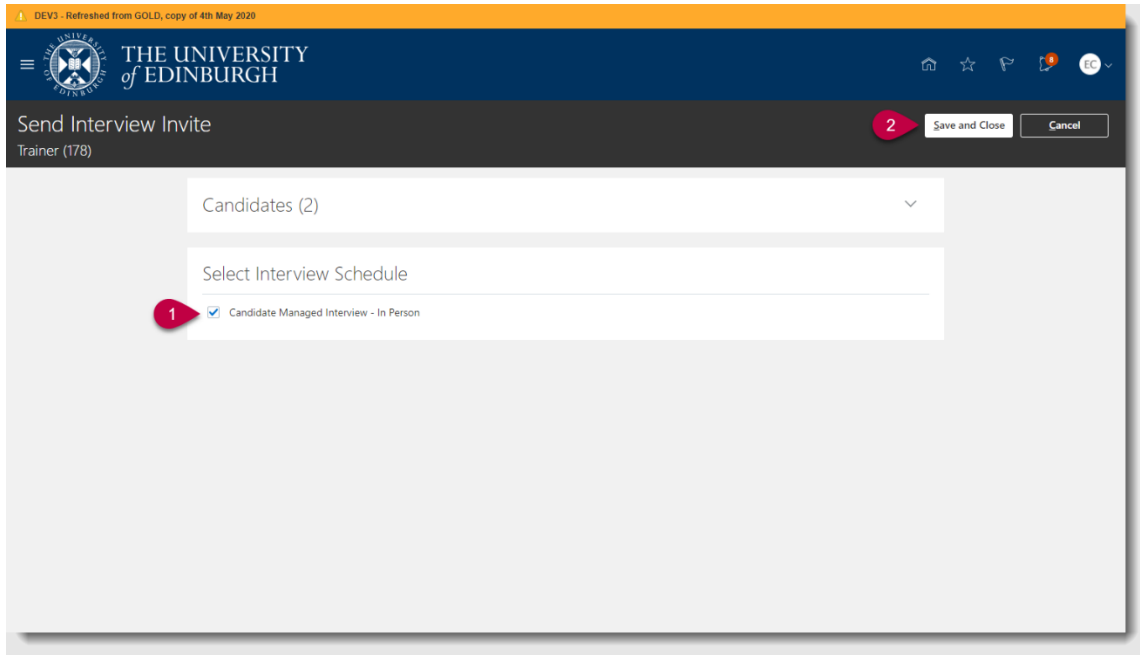 DEV3 - Refreshed from GOLD, copy of 4th May 2020
THE UNIVERSITY
of EDINBURGH
8
EC
Send Interview Invite
Trainer (178)
2
Save and Close
Cancel
Candidates (2)
Select Interview Schedule
1
Candidate Managed Interview - In Person